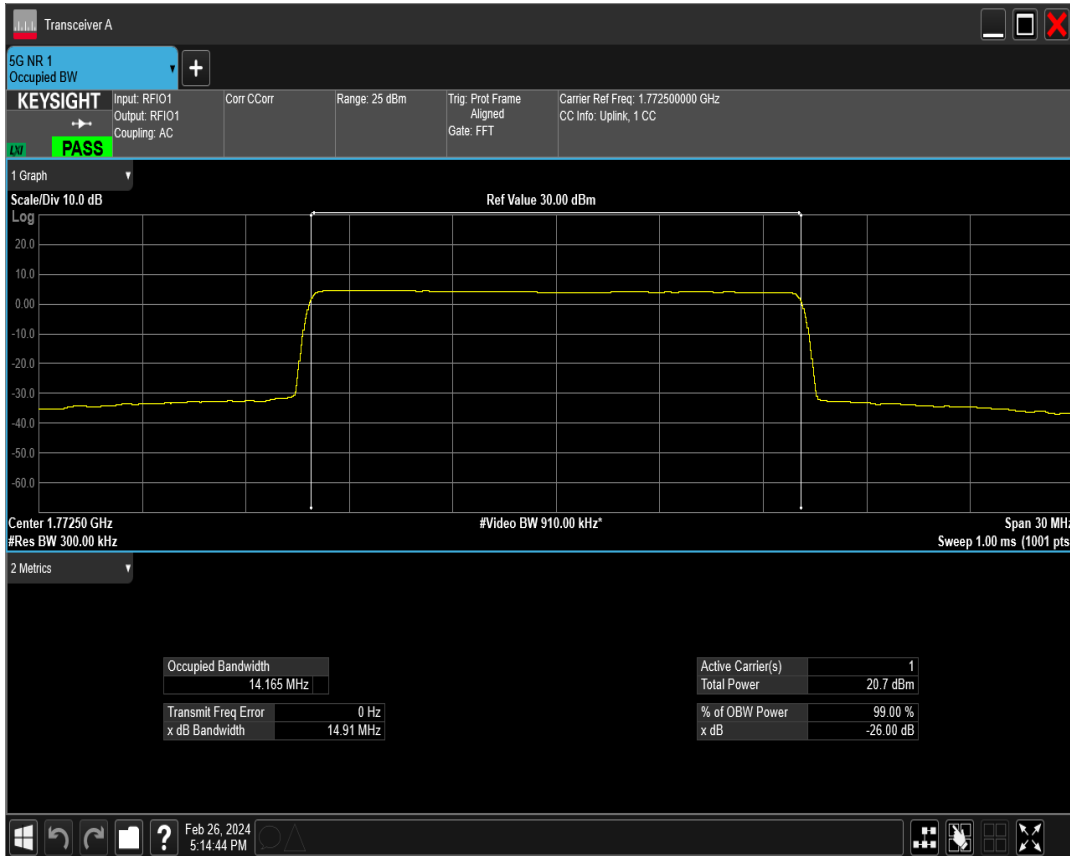 Transceiver A
5G NR 1
Occupied BW
KEYSIGHT
LXI
PASS
Input: RFIO1
Output: RFIO1
Coupling: AC
Corr CCorr
Range: 25 dBm
Trig: Prot Frame
Aligned
Gate: FFT
Carrier Ref Freq: 1.772500000 GHz
CC Info: Uplink, 1 CC
1 Graph
Scale/Div 10.0 dB
Ref Value 30.00 dBm
Log
20.0
10.0
0.00
-10.0
-20.0
-30.0
-40.0
-50.0
-60.0
Center 1.77250 GHz
#Video BW 910.00 kHz*
Span 30 MHz
#Res BW 300.00 kHz
Sweep 1.00 ms (1001 pts
2 Metrics
Occupied Bandwidth
14.165 MHz
Transmit Freq Error 0 Hz
x dB Bandwidth 14.91 MHz
Active Carrier(s) 1
Total Power 20.7 dBm
% of OBW Power 99.00 %
x dB -26.00 dB
?
Feb 26, 2024
5:14:44 PM